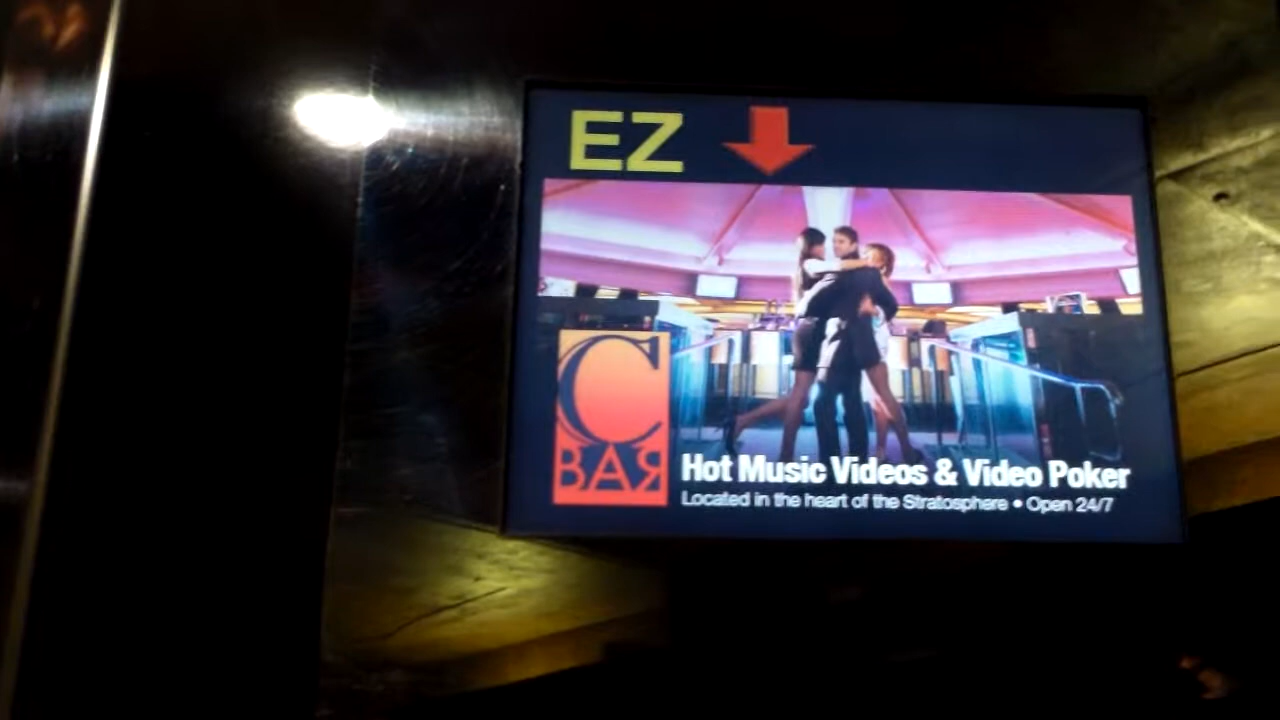 EZ
C
BAR
Hot Music Videos & Video Poker
Located in the heart of the Stratosphere • Open 24/7